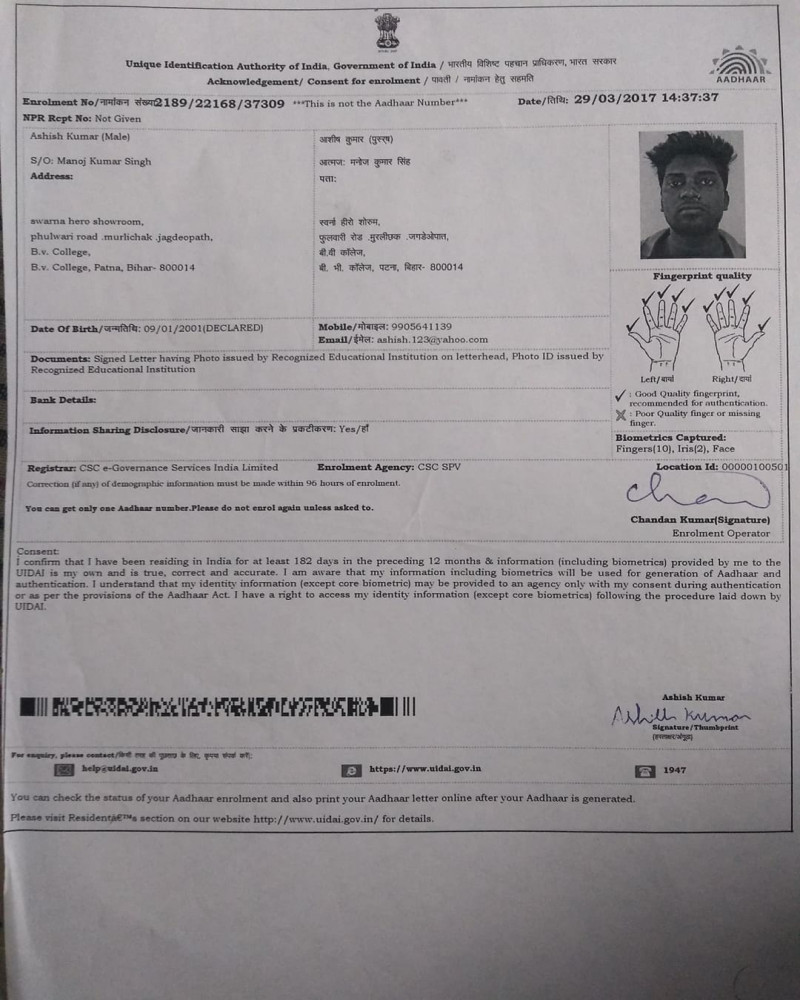 Unique Identification Authority of India, Government of India / भारतीय विशिष्ट पहचान प्राधिकरण, भारत सरकार
Acknowledgement/ Consent for enrolment / पावती / नामांकन हेतु सहमति
AADHAAR
Enrolment No/नामांकन संख्या:2189/22168/37309 ***This is not the Aadhaar Number*** Date/तिथि: 29/03/2017 14:37:37
NPR Rcpt No: Not Given
Ashish Kumar (Male) आशीष कुमार (पुरुष)
S/O: Manoj Kumar Singh आत्मज: मनोज कुमार सिंह
Address: पता:
swarna hero showroom, स्वर्ना हीरो शोरुम,
phulwari road .murlichak .jagdeopath, फुलवारी रोड .मुरलीछक .जगडेओपात,
B.v. College, बी.वी कॉलेज,
B.v. College, Patna, Bihar- 800014 बी. भी. कॉलेज, पटना, बिहार- 800014
Fingerprint quality
Left/बायां Right/दायां
Date Of Birth/जन्मतिथि: 09/01/2001(DECLARED) Mobile/मोबाइल: 9905641139
Email/ईमेल: ashish.123@yahoo.com
Documents: Signed Letter having Photo issued by Recognized Educational Institution on letterhead, Photo ID issued by
Recognized Educational Institution
: Good Quality fingerprint,
recommended for authentication.
: Poor Quality finger or missing
finger.
Bank Details:
Information Sharing Disclosure/जानकारी साझा करने के प्रकटीकरण: Yes/हाँ
Biometrics Captured:
Fingers(10), Iris(2), Face
Registrar: CSC e-Governance Services India Limited Enrolment Agency: CSC SPV Location Id: 00000100501
Correction (if any) of demographic information must be made within 96 hours of enrolment.
You can get only one Aadhaar number.Please do not enrol again unless asked to.
Chandan Kumar(Signature)
Enrolment Operator
Consent:
I confirm that I have been residing in India for at least 182 days in the preceding 12 months & information (including biometrics) provided by me to the
UIDAI is my own and is true, correct and accurate. I am aware that my information including biometrics will be used for generation of Aadhaar and
authentication. I understand that my identity information (except core biometric) may be provided to an agency only with my consent during authentication
or as per the provisions of the Aadhaar Act. I have a right to access my identity information (except core biometrics) following the procedure laid down by
UIDAI.
Ashish Kumar
Ashish Kumar
Signature/Thumbprint
(हस्ताक्षर/अंगूठा)
For enquiry, please contact/किसी तरह की पूछताछ के लिए, कृपया संपर्क करें:
help@uidai.gov.in https://www.uidai.gov.in 1947
You can check the status of your Aadhaar enrolment and also print your Aadhaar letter online after your Aadhaar is generated.
Please visit Residentâ€™s section on our website http://www.uidai.gov.in/ for details.